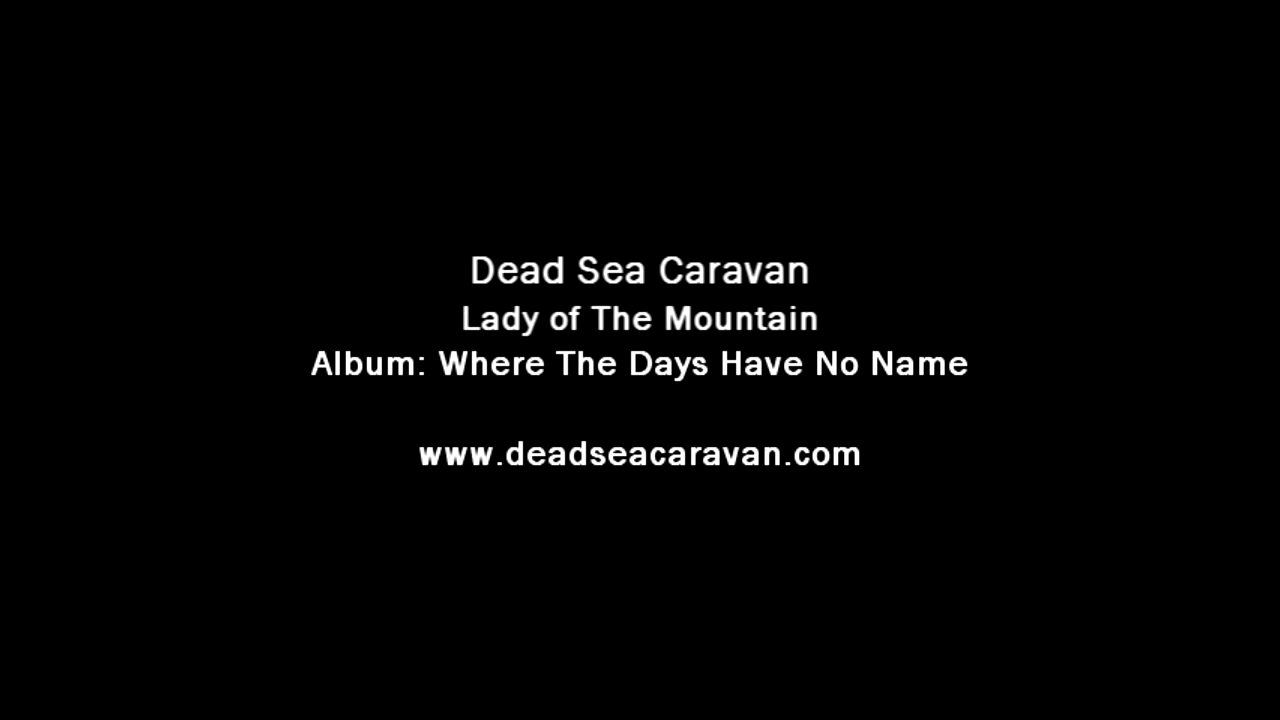 Dead Sea Caravan
Lady of The Mountain
Album: Where The Days Have No Name
www.deadseacaravan.com